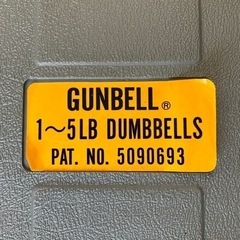 GUNBELL®
1～5LB DUMBBELLS
PAT. NO. 5090693